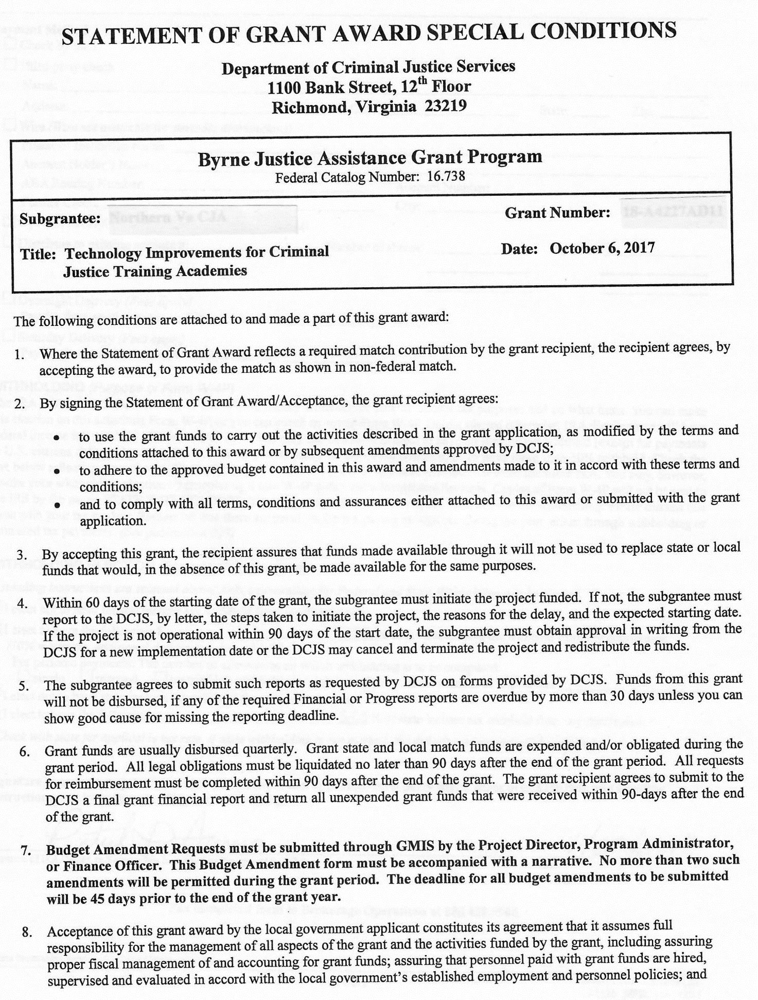 STATEMENT OF GRANT AWARD SPECIAL CONDITIONS
Department of Criminal Justice Services
1100 Bank Street, 12th Floor
Richmond, Virginia 23219
Byrne Justice Assistance Grant Program
Federal Catalog Number: 16.738
Subgrantee: Northern Va CJA
Grant Number: 18-A4227AD11
Title: Technology Improvements for Criminal
Justice Training Academies
Date: October 6, 2017
The following conditions are attached to and made a part of this grant award:
1. Where the Statement of Grant Award reflects a required match contribution by the grant recipient, the recipient agrees, by
accepting the award, to provide the match as shown in non-federal match.
2. By signing the Statement of Grant Award/Acceptance, the grant recipient agrees:
• to use the grant funds to carry out the activities described in the grant application, as modified by the terms and
conditions attached to this award or by subsequent amendments approved by DCJS;
• to adhere to the approved budget contained in this award and amendments made to it in accord with these terms and
conditions;
• and to comply with all terms, conditions and assurances either attached to this award or submitted with the grant
application.
3. By accepting this grant, the recipient assures that funds made available through it will not be used to replace state or local
funds that would, in the absence of this grant, be made available for the same purposes.
4. Within 60 days of the starting date of the grant, the subgrantee must initiate the project funded. If not, the subgrantee must
report to the DCJS, by letter, the steps taken to initiate the project, the reasons for the delay, and the expected starting date.
If the project is not operational within 90 days of the start date, the subgrantee must obtain approval in writing from the
DCJS for a new implementation date or the DCJS may cancel and terminate the project and redistribute the funds.
5. The subgrantee agrees to submit such reports as requested by DCJS on forms provided by DCJS. Funds from this grant
will not be disbursed, if any of the required Financial or Progress reports are overdue by more than 30 days unless you can
show good cause for missing the reporting deadline.
6. Grant funds are usually disbursed quarterly. Grant state and local match funds are expended and/or obligated during the
grant period. All legal obligations must be liquidated no later than 90 days after the end of the grant period. All requests
for reimbursement must be completed within 90 days after the end of the grant. The grant recipient agrees to submit to the
DCJS a final grant financial report and return all unexpended grant funds that were received within 90-days after the end
of the grant.
7. Budget Amendment Requests must be submitted through GMIS by the Project Director, Program Administrator,
or Finance Officer. This Budget Amendment form must be accompanied with a narrative. No more than two such
amendments will be permitted during the grant period. The deadline for all budget amendments to be submitted
will be 45 days prior to the end of the grant year.
8. Acceptance of this grant award by the local government applicant constitutes its agreement that it assumes full
responsibility for the management of all aspects of the grant and the activities funded by the grant, including assuring
proper fiscal management of and accounting for grant funds; assuring that personnel paid with grant funds are hired,
supervised and evaluated in accord with the local government's established employment and personnel policies; and